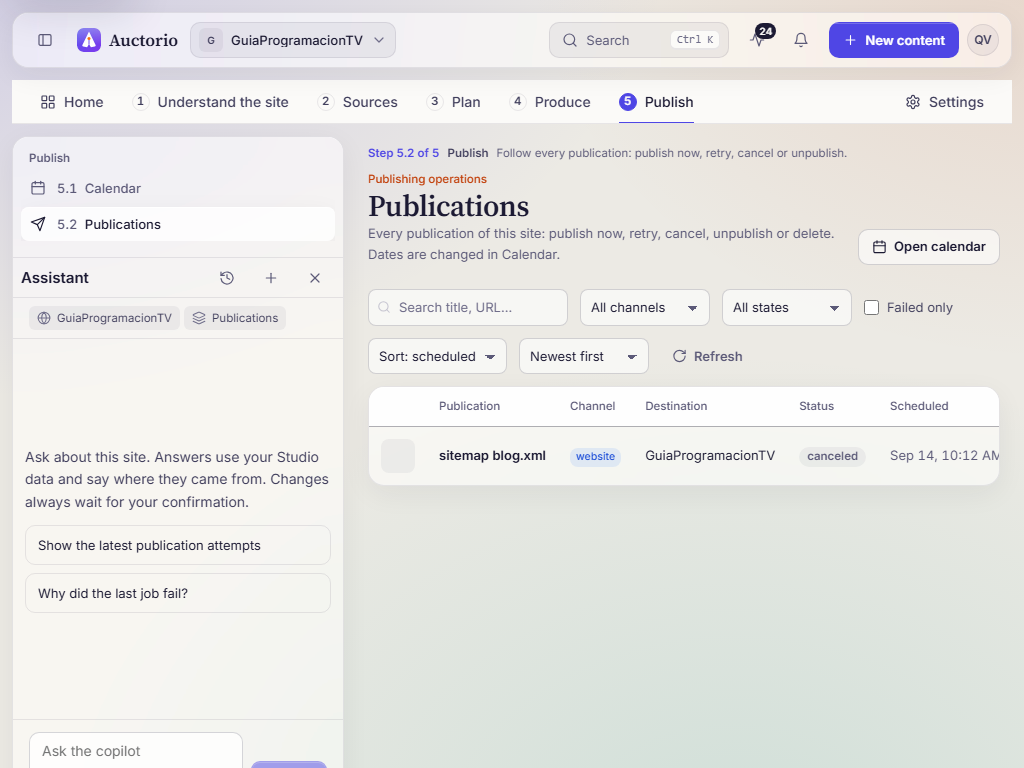 Auctorio
G GuiaProgramacionTV
Search Ctrl K
24
New content
QV
Home
1 Understand the site
2 Sources
3 Plan
4 Produce
5 Publish
Settings
Publish
5.1 Calendar
5.2 Publications
Assistant
GuiaProgramacionTV
Publications
Ask about this site. Answers use your Studio
data and say where they came from. Changes
always wait for your confirmation.
Show the latest publication attempts
Why did the last job fail?
Ask the copilot
Step 5.2 of 5 Publish Follow every publication: publish now, retry, cancel or unpublish.
Publishing operations
Publications
Every publication of this site: publish now, retry, cancel, unpublish or delete.
Dates are changed in Calendar.
Open calendar
Search title, URL...
All channels
All states
Failed only
Sort: scheduled
Newest first
Refresh
Publication Channel Destination Status Scheduled
sitemap blog.xml website GuiaProgramacionTV canceled Sep 14, 10:12 AM